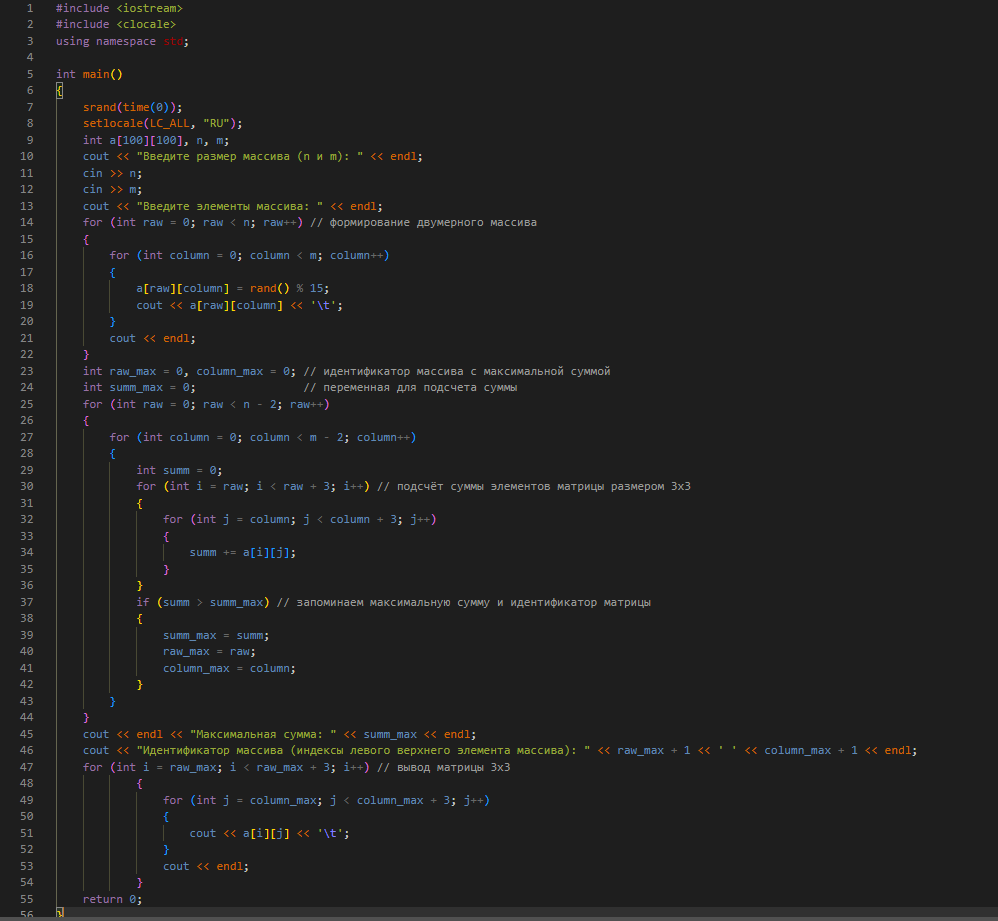 1 #include <iostream>
2 #include <clocale>
3 using namespace std;
4
5 int main()
6 {
7 srand(time(0));
8 setlocale(LC_ALL, "RU");
9 int a[100][100], n, m;
10 cout << "Введите размер массива (n и m): " << endl;
11 cin >> n;
12 cin >> m;
13 cout << "Введите элементы массива: " << endl;
14 for (int raw = 0; raw < n; raw++) // формирование двумерного массива
15 {
16 for (int column = 0; column < m; column++)
17 {
18 a[raw][column] = rand() % 15;
19 cout << a[raw][column] << '\t';
20 }
21 cout << endl;
22 }
23 int raw_max = 0, column_max = 0; // идентификатор массива с максимальной суммой
24 int summ_max = 0; // переменная для подсчета суммы
25 for (int raw = 0; raw < n - 2; raw++)
26 {
27 for (int column = 0; column < m - 2; column++)
28 {
29 int summ = 0;
30 for (int i = raw; i < raw + 3; i++) // подсчёт суммы элементов матрицы размером 3х3
31 {
32 for (int j = column; j < column + 3; j++)
33 {
34 summ += a[i][j];
35 }
36 }
37 if (summ > summ_max) // запоминаем максимальную сумму и идентификатор матрицы
38 {
39 summ_max = summ;
40 raw_max = raw;
41 column_max = column;
42 }
43 }
44 }
45 cout << endl << "Максимальная сумма: " << summ_max << endl;
46 cout << "Идентификатор массива (индексы левого верхнего элемента массива): " << raw_max + 1 << ' ' << column_max + 1 << endl;
47 for (int i = raw_max; i < raw_max + 3; i++) // вывод матрицы 3х3
48 {
49 for (int j = column_max; j < column_max + 3; j++)
50 {
51 cout << a[i][j] << '\t';
52 }
53 cout << endl;
54 }
55 return 0;
56 }